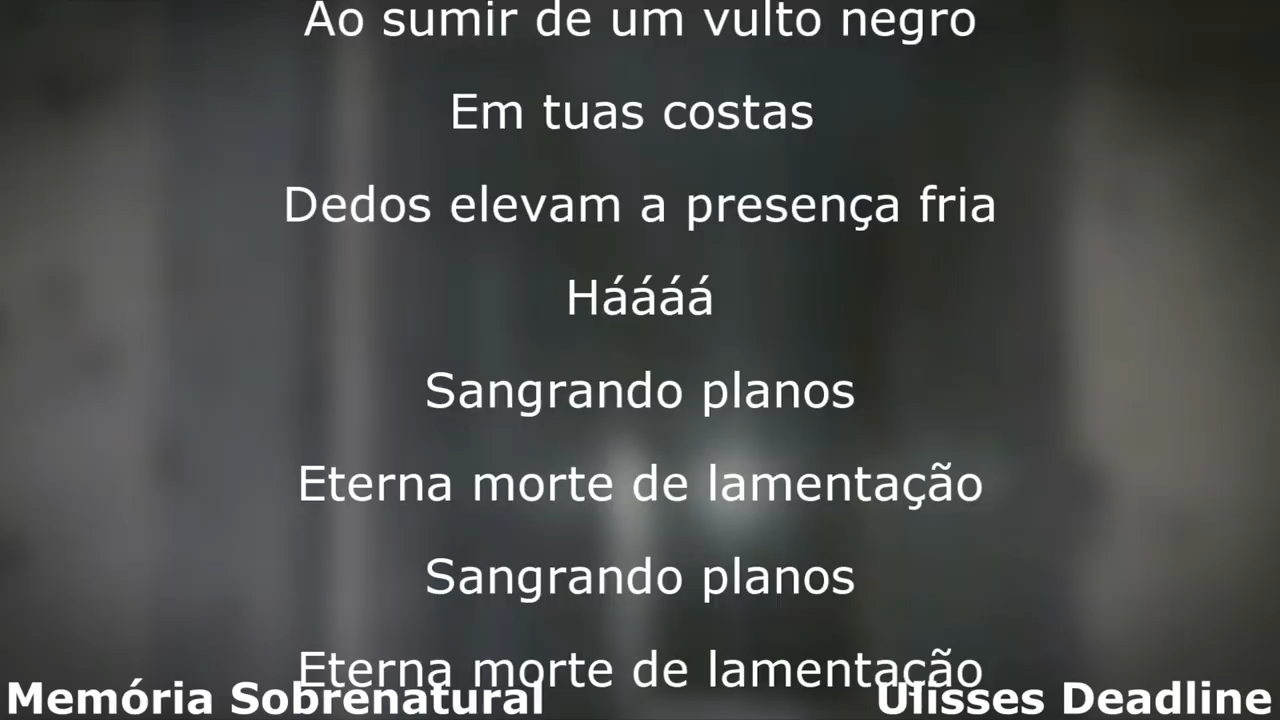 Ao sumir de um vulto negro
Em tuas costas
Dedos elevam a presença fria
Háááá
Sangrando planos
Eterna morte de lamentação
Sangrando planos
Eterna morte de lamentação
Memória Sobrenatural
Ulisses Deadline